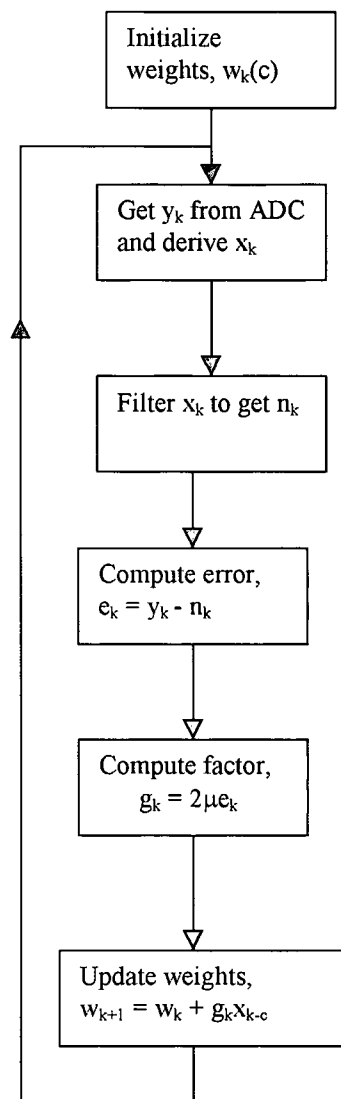 Initialize
weights, wₖ(c)
Get yₖ from ADC
and derive xₖ
Filter xₖ to get nₖ
Compute error,
eₖ = yₖ - nₖ
Compute factor,
gₖ = 2μeₖ
Update weights,
wₖ₊₁ = wₖ + gₖxₖ₋c